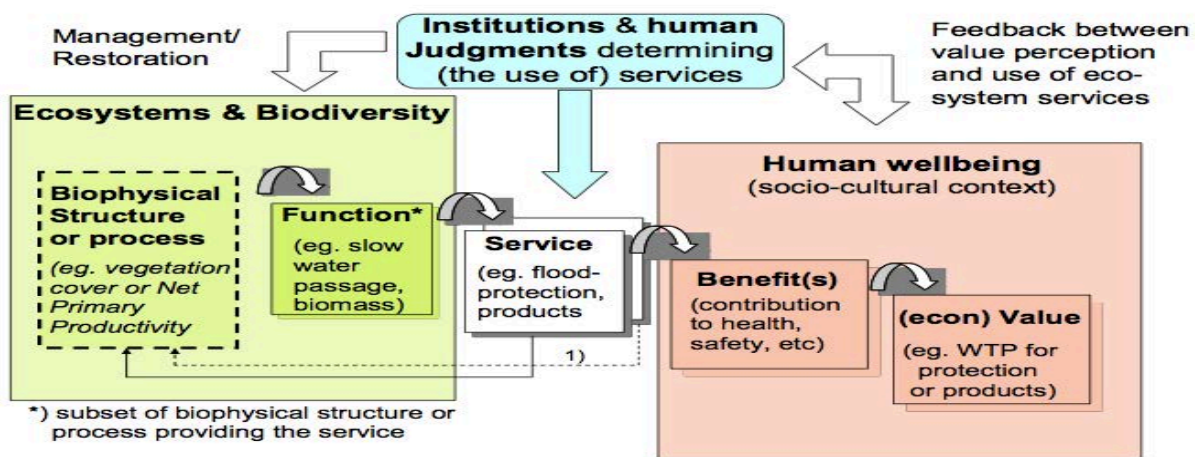 Management/
Restoration
Institutions & human
Judgments determining
(the use of) services
Feedback between
value perception
and use of eco-
system services
Ecosystems & Biodiversity
Biophysical
Structure
or process
(eg. vegetation
cover or Net
Primary
Productivity
Function*
(eg. slow
water
passage,
biomass)
Service
(eg. flood-
protection,
products
Human wellbeing
(socio-cultural context)
Benefit(s)
(contribution
to health,
safety, etc)
(econ) Value
(eg. WTP for
protection
or products)
1)
*) subset of biophysical structure or
process providing the service